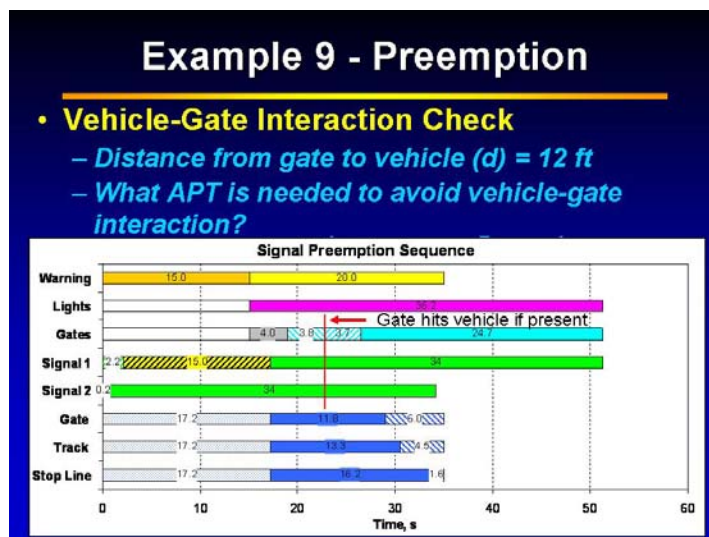 Example 9 - Preemption
• Vehicle-Gate Interaction Check
– Distance from gate to vehicle (d) = 12 ft
– What APT is needed to avoid vehicle-gate
interaction?
Signal Preemption Sequence
Warning 15.0 20.0
Lights 36.2
Gate hits vehicle if present
Gates 4.0 3.8 3.7 24.7
Signal 1 2.2 15.0 34
Signal 2 0.2 34
Gate 17.2 11.8 6.0
Track 17.2 13.3 4.5
Stop Line 17.2 16.2 1.6
0 10 20 30 40 50 60
Time, s